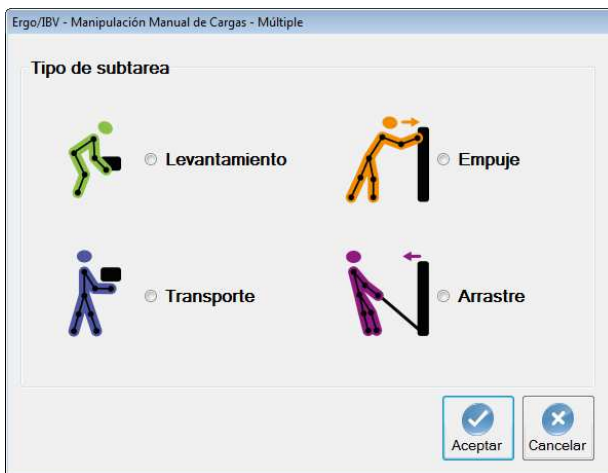 Ergo/IBV - Manipulación Manual de Cargas - Múltiple
Tipo de subtarea
Levantamiento
Empuje
Transporte
Arrastre
Aceptar
Cancelar